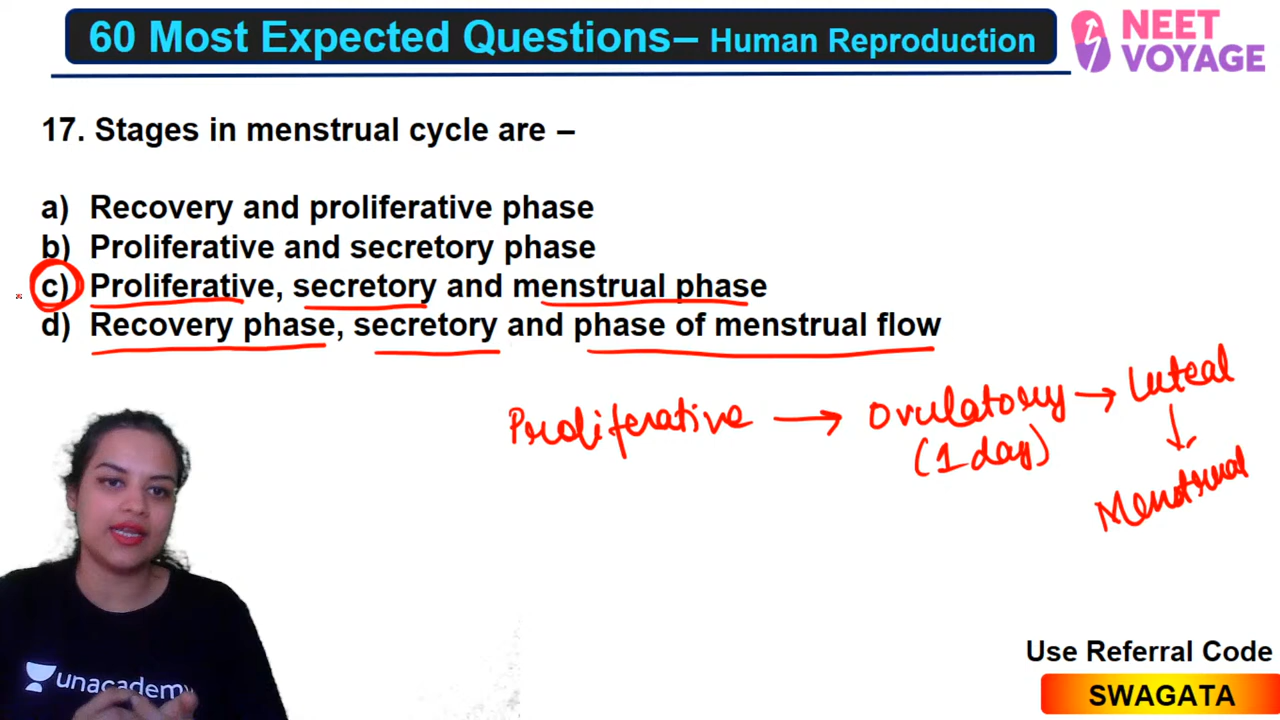 60 Most Expected Questions– Human Reproduction
NEET
VOYAGE
17. Stages in menstrual cycle are –
a) Recovery and proliferative phase
b) Proliferative and secretory phase
c) Proliferative, secretory and menstrual phase
d) Recovery phase, secretory and phase of menstrual flow
Proliferative → Ovulatory → Luteal
(1 day)
↓
Menstrual
unacademy
Use Referral Code
SWAGATA